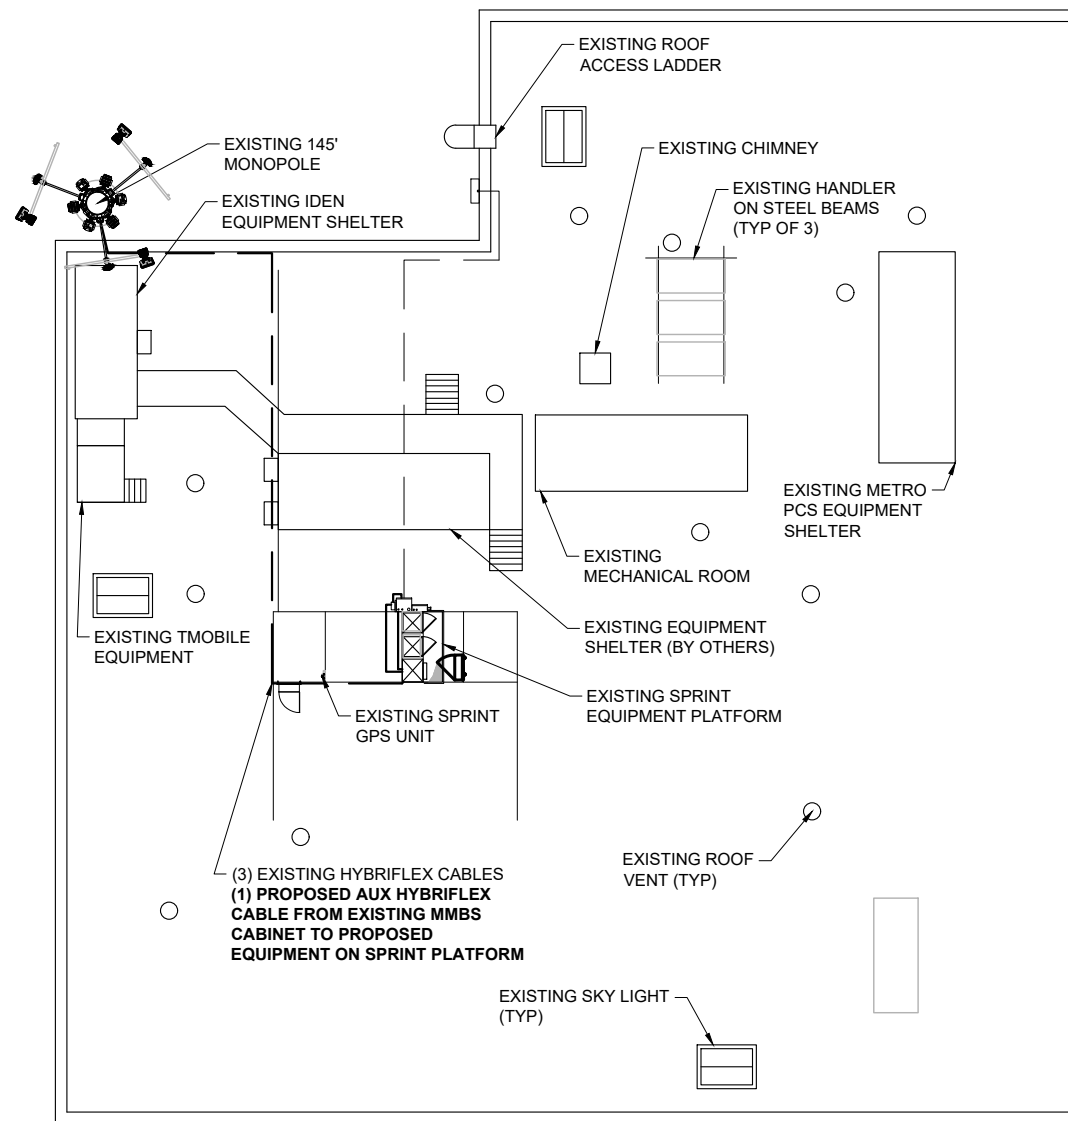 EXISTING ROOF
ACCESS LADDER
EXISTING 145'
MONOPOLE
EXISTING CHIMNEY
EXISTING IDEN
EQUIPMENT SHELTER
EXISTING HANDLER
ON STEEL BEAMS
(TYP OF 3)
EXISTING METRO
PCS EQUIPMENT
SHELTER
EXISTING
MECHANICAL ROOM
EXISTING TMOBILE
EQUIPMENT
EXISTING EQUIPMENT
SHELTER (BY OTHERS)
EXISTING SPRINT
EQUIPMENT PLATFORM
EXISTING SPRINT
GPS UNIT
(3) EXISTING HYBRIFLEX CABLES
(1) PROPOSED AUX HYBRIFLEX
CABLE FROM EXISTING MMBS
CABINET TO PROPOSED
EQUIPMENT ON SPRINT PLATFORM
EXISTING ROOF
VENT (TYP)
EXISTING SKY LIGHT
(TYP)